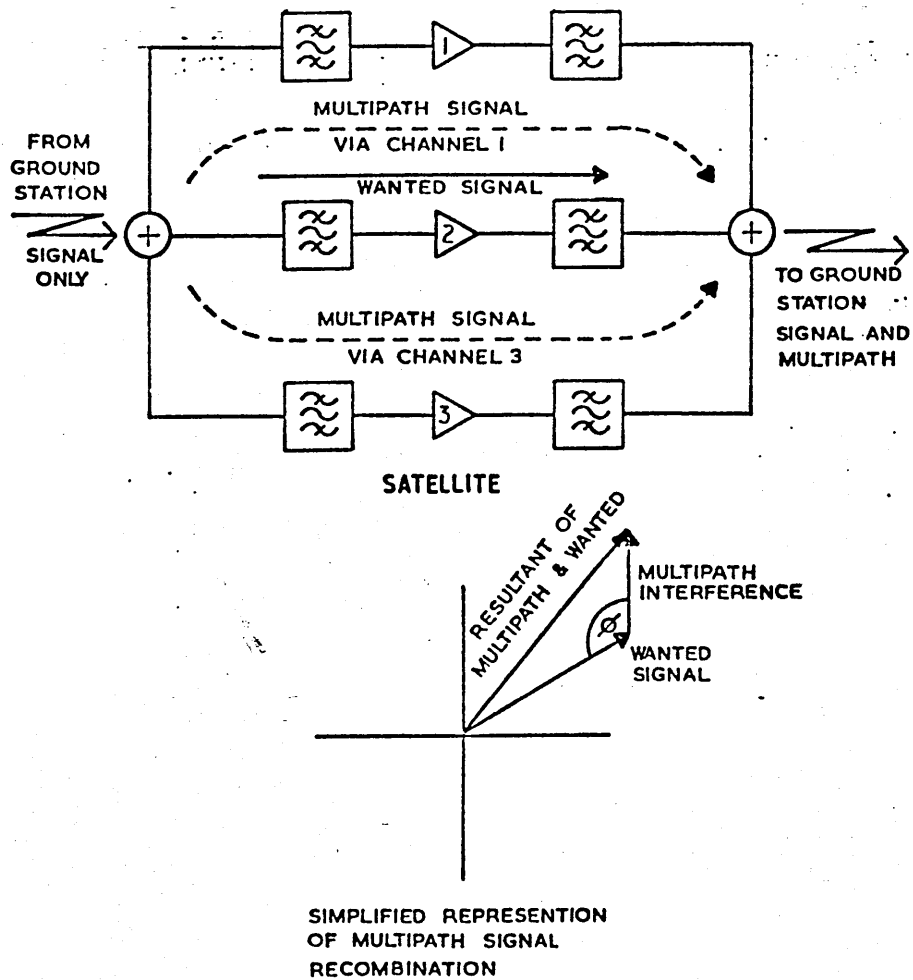 1
MULTIPATH SIGNAL
VIA CHANNEL 1
FROM
GROUND
STATION
SIGNAL
ONLY
WANTED SIGNAL
2
TO GROUND
STATION
SIGNAL AND
MULTIPATH
MULTIPATH SIGNAL
VIA CHANNEL 3
3
SATELLITE
RESULTANT OF
MULTIPATH & WANTED
MULTIPATH
INTERFERENCE
Ø
WANTED
SIGNAL
SIMPLIFIED REPRESENTION
OF MULTIPATH SIGNAL
RECOMBINATION